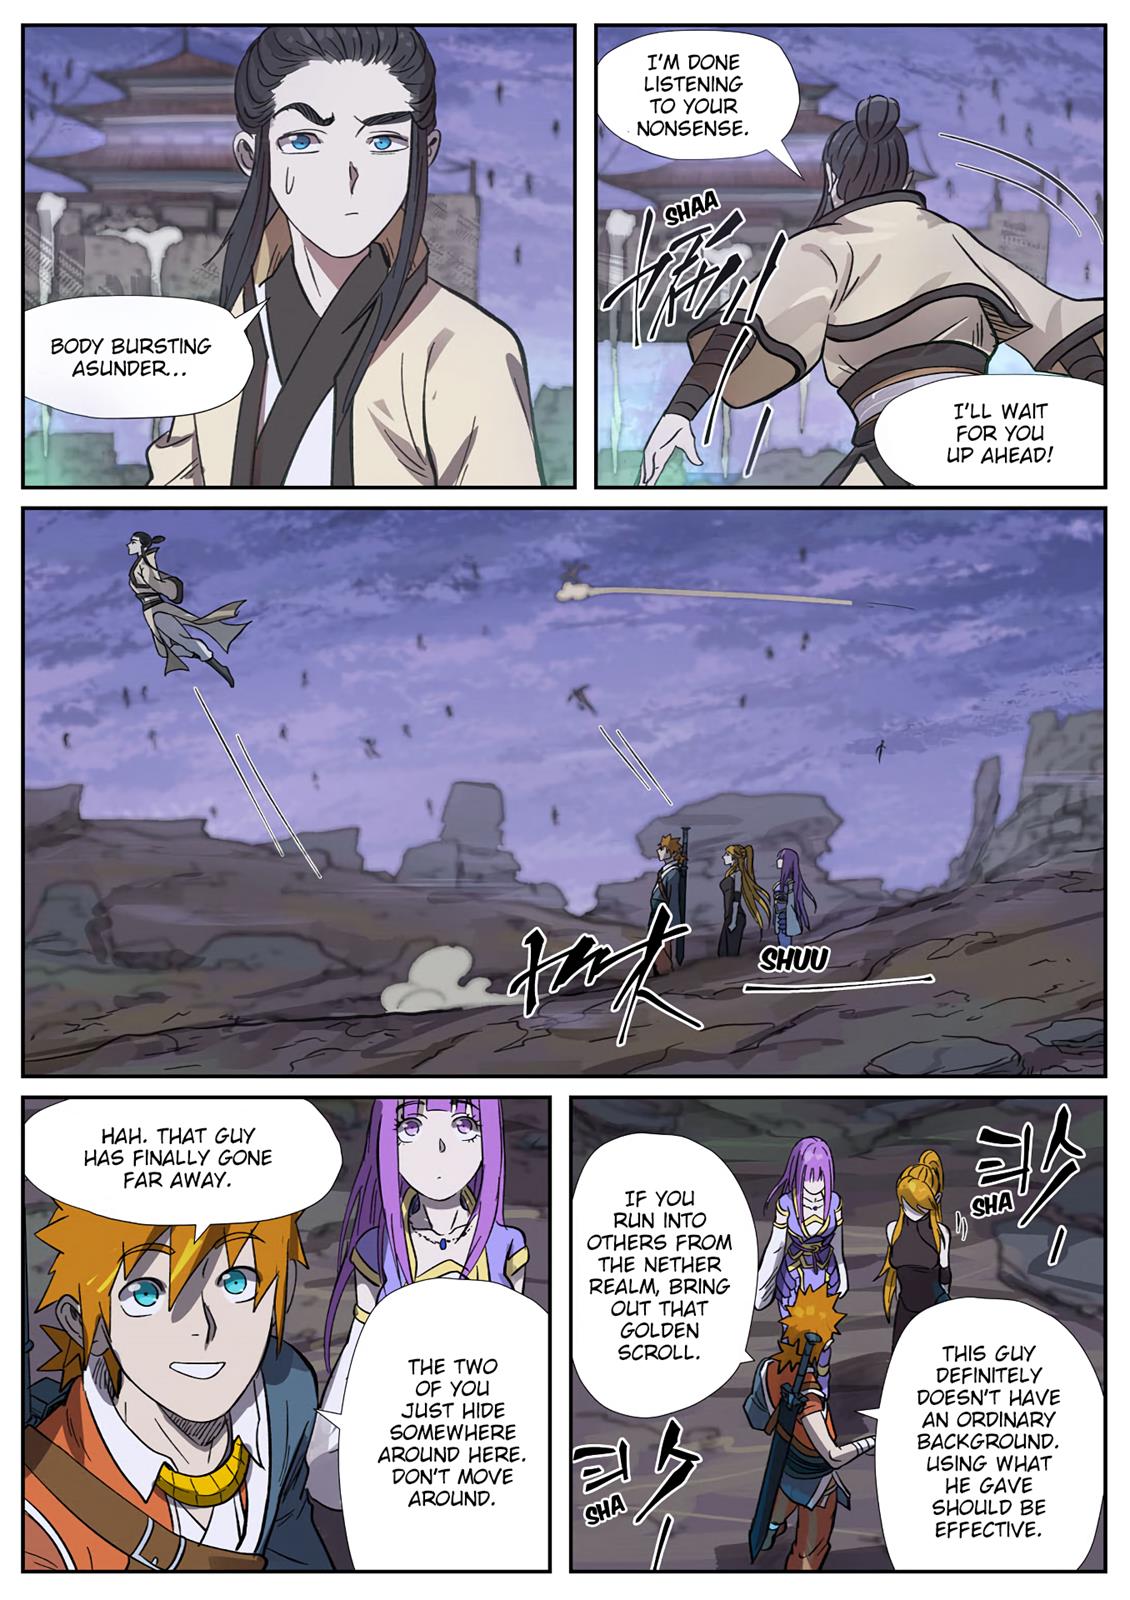 BODY BURSTING
ASUNDER...
I'M DONE
LISTENING
TO YOUR
NONSENSE.
SHAA
I'LL WAIT
FOR YOU
UP AHEAD!
SHUU
HAH. THAT GUY
HAS FINALLY GONE
FAR AWAY.
THE TWO
OF YOU
JUST HIDE
SOMEWHERE
AROUND HERE.
DON'T MOVE
AROUND.
IF YOU
RUN INTO
OTHERS FROM
THE NETHER
REALM, BRING
OUT THAT
GOLDEN
SCROLL.
SHA
THIS GUY
DEFINITELY
DOESN'T HAVE
AN ORDINARY
BACKGROUND.
USING WHAT
HE GAVE
SHOULD BE
EFFECTIVE.
SHA